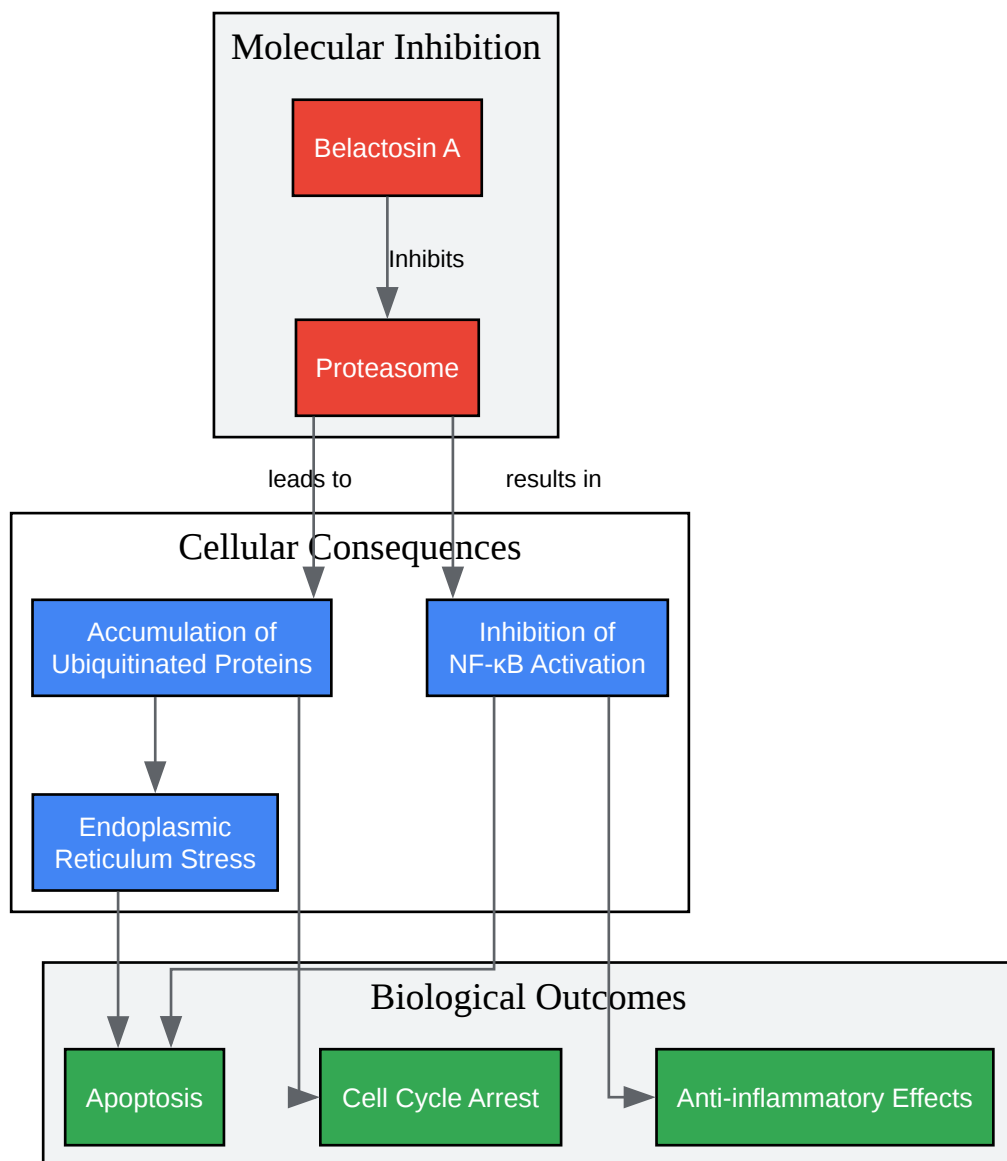 Molecular Inhibition
Belactosin A
Inhibits
Proteasome
leads to
results in
Cellular Consequences
Accumulation of
Ubiquitinated Proteins
Inhibition of
NF-κB Activation
Endoplasmic
Reticulum Stress
Biological Outcomes
Apoptosis
Cell Cycle Arrest
Anti-inflammatory Effects